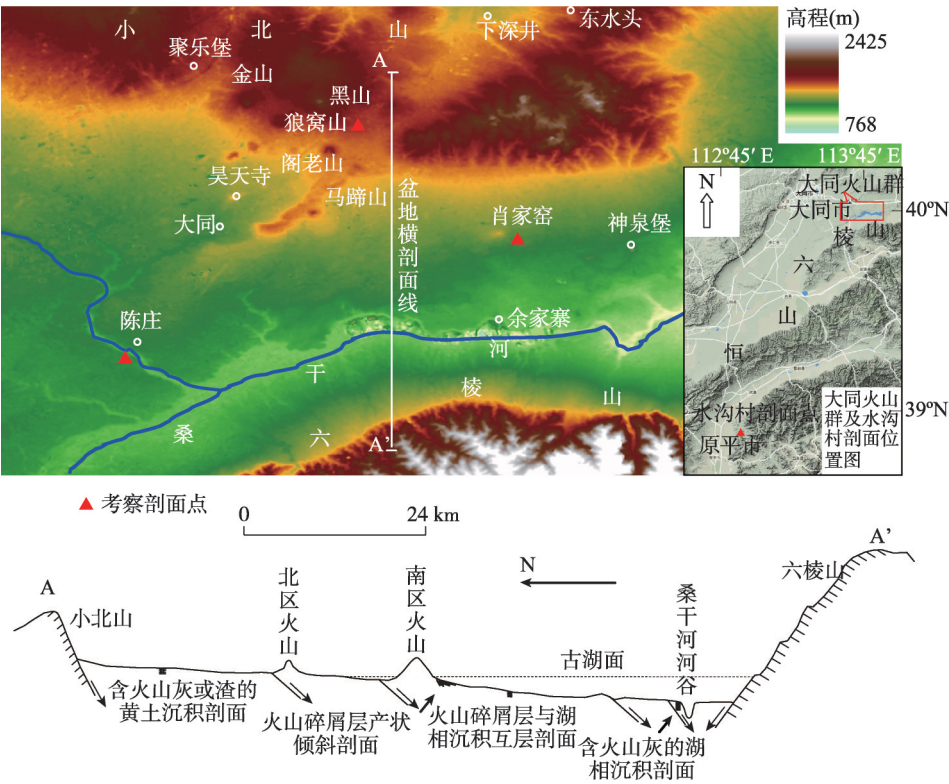 小 北 山
下深井
东水头
聚乐堡
金山
A
黑山
狼窝山
阁老山
昊天寺
马蹄山
大同
盆地横剖面线
肖家窑
神泉堡
陈庄
余家寨
桑 干 河
六 棱 山
A'
高程(m)
2425
768
112°45′ E
113°45′ E
40°N
39°N
N
大同火山群
大同市
六 棱 山
恒 山
水沟村剖面点
原平市
大同火山
群及水沟
村剖面位
置图
考察剖面点
0
24 km
N
A
小北山
北区火山
南区火山
古湖面
桑干河河谷
六棱山
A'
含火山灰或渣的
黄土沉积剖面
火山碎屑层产状
倾斜剖面
火山碎屑层与湖
相沉积互层剖面
含火山灰的湖
相沉积剖面